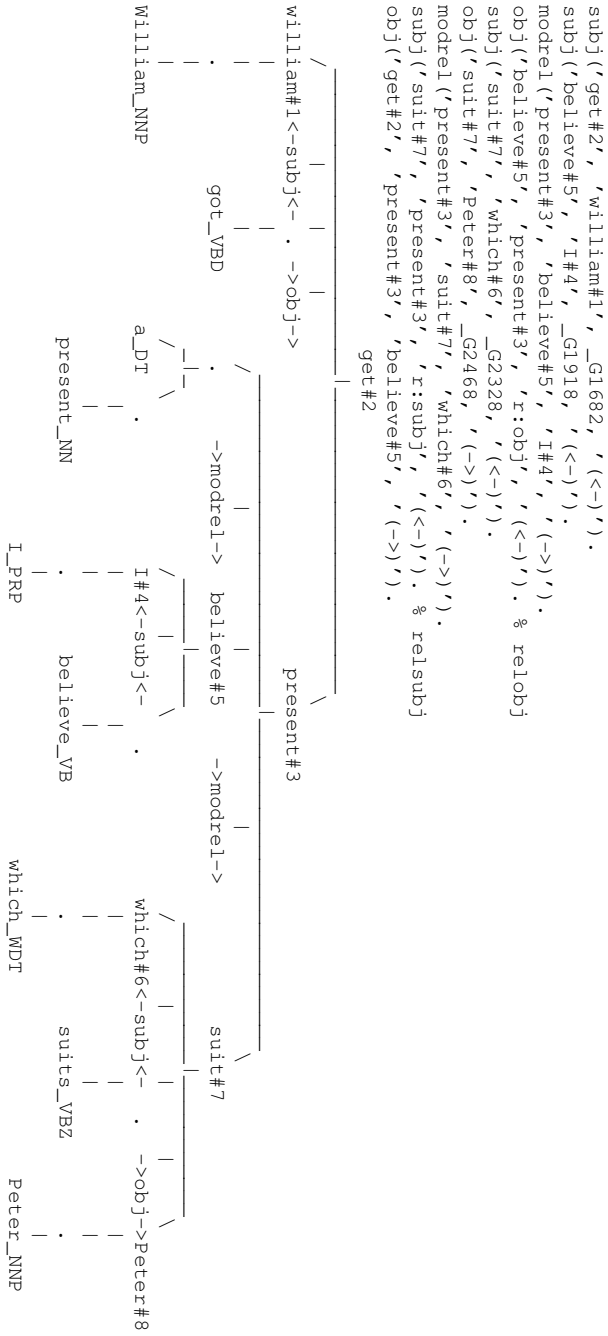 subj('get#2', 'william#1', _G1682, '(<-)').
subj('believe#5', 'I#4', _G1918, '(<-)').
modrel('present#3', 'believe#5', 'I#4', '(->)').
obj('believe#5', 'present#3', 'r:obj', '(<-)'). % relobj
subj('suit#7', 'which#6', _G2328, '(<-)').
obj('suit#7', 'Peter#8', _G2468, '(->)').
modrel('present#3', 'suit#7', 'which#6', '(->)').
subj('suit#7', 'present#3', 'r:subj', '(<-)'). % relsubj
obj('get#2', 'present#3', 'believe#5', '(->)').
get#2
william#1<-subj<- . ->obj-> present#3
. got_VBD . ->modrel-> believe#5 ->modrel-> suit#7
William_NNP a_DT . I#4<-subj<- . which#6<-subj<- . ->obj->Peter#8
present_NN . believe_VB . suits_VBZ .
I_PRP which_WDT Peter_NNP